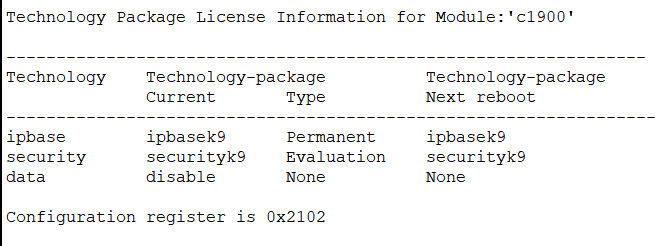 Technology Package License Information for Module:'c1900'
----------------------------------------------------------------
Technology    Technology-package          Technology-package
              Current       Type          Next reboot
-----------------------------------------------------------------
ipbase        ipbasek9      Permanent     ipbasek9
security      securityk9    Evaluation    securityk9
data          disable       None          None
Configuration register is 0x2102